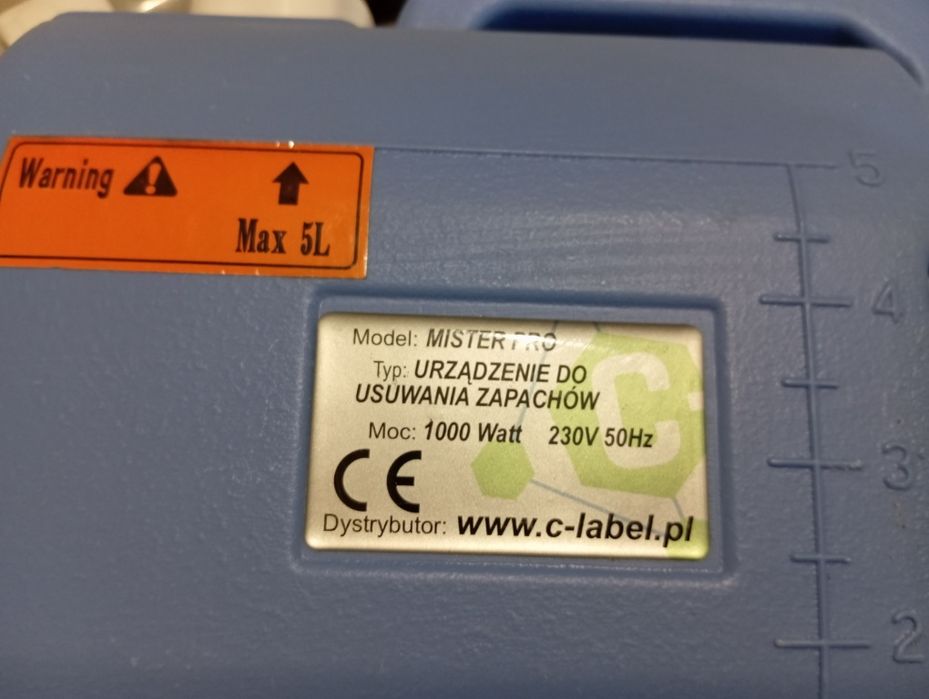 Warning
Max 5L
5
4
3
2
Model: MISTER PRO
Typ: URZĄDZENIE DO
USUWANIA ZAPACHÓW
Moc: 1000 Watt 230V 50Hz
CE
Dystrybutor: www.c-label.pl
C